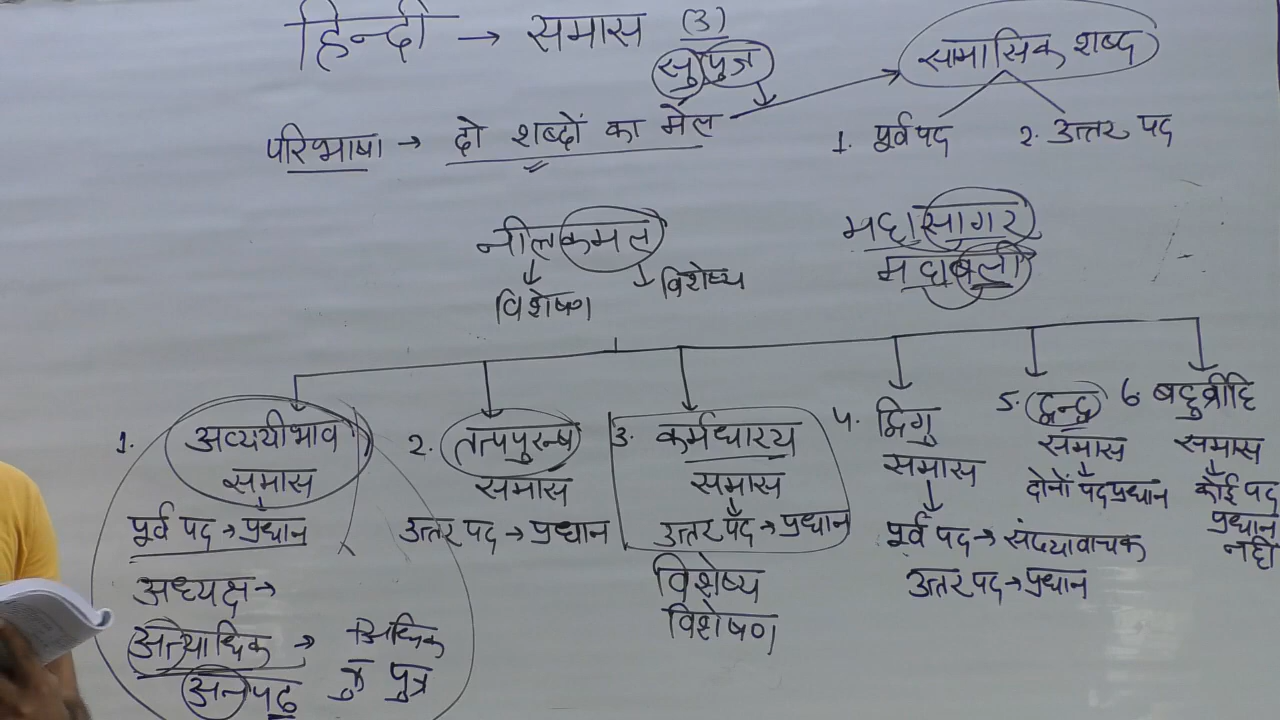 हिन्दी → समास (3)
सुपुत्र
सामासिक शब्द
परिभाषा → दो शब्दों का मेल
1. पूर्वपद 2. उत्तर पद
नीलकमल
विशेषण
विशेष्य
महासागर
महाबली
1. अव्ययीभाव
समास
पूर्व पद → प्रधान
अध्यक्ष →
अत्याधिक → अधिक
अनपढ़
पुत्र
2. तत्पपुरूष
समास
उत्तर पद → प्रधान
3. कर्मधारय
समास
उत्तर पद → प्रधान
विशेष्य
विशेषण
4. द्विगु
समास
पूर्व पद → संख्यावाचक
उत्तर पद → प्रधान
5. द्वन्द्व
समास
दोनों पद प्रधान
6 बहुव्रीहि
समास
कोई पद
प्रधान
नहीं